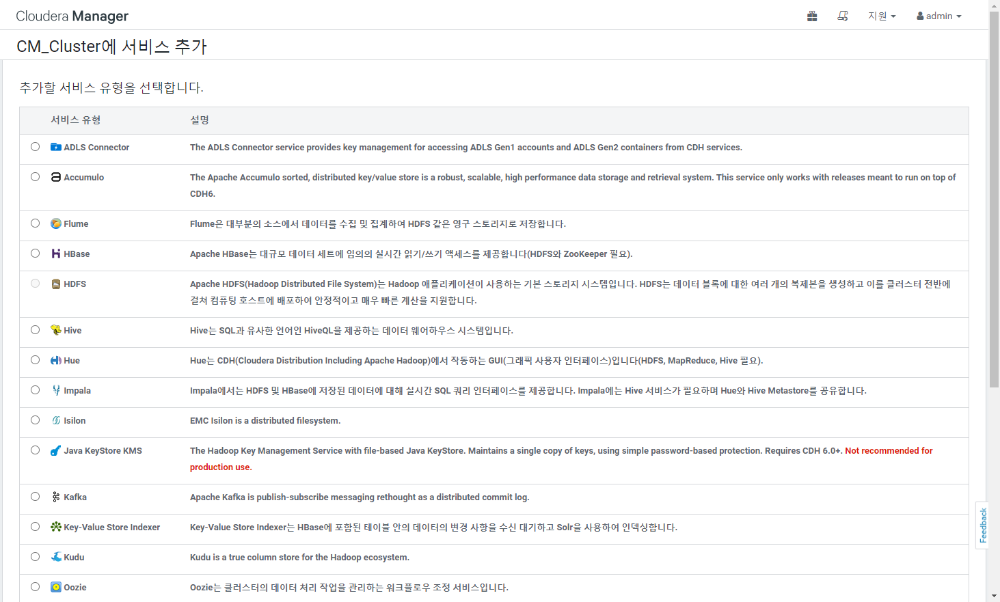 Cloudera Manager
지원
admin
CM_Cluster에 서비스 추가
추가할 서비스 유형을 선택합니다.
서비스 유형 설명
ADLS Connector The ADLS Connector service provides key management for accessing ADLS Gen1 accounts and ADLS Gen2 containers from CDH services.
Accumulo The Apache Accumulo sorted, distributed key/value store is a robust, scalable, high performance data storage and retrieval system. This service only works with releases meant to run on top of
CDH6.
Flume Flume은 대부분의 소스에서 데이터를 수집 및 집계하여 HDFS 같은 영구 스토리지로 저장합니다.
HBase Apache HBase는 대규모 데이터 세트에 임의의 실시간 읽기/쓰기 액세스를 제공합니다(HDFS와 ZooKeeper 필요).
HDFS Apache HDFS(Hadoop Distributed File System)는 Hadoop 애플리케이션이 사용하는 기본 스토리지 시스템입니다. HDFS는 데이터 블록에 대한 여러 개의 복제본을 생성하고 이를 클러스터 전반에
걸쳐 컴퓨팅 호스트에 배포하여 안정적이고 매우 빠른 계산을 지원합니다.
Hive Hive는 SQL과 유사한 언어인 HiveQL을 제공하는 데이터 웨어하우스 시스템입니다.
Hue Hue는 CDH(Cloudera Distribution Including Apache Hadoop)에서 작동하는 GUI(그래픽 사용자 인터페이스)입니다(HDFS, MapReduce, Hive 필요).
Impala Impala에서는 HDFS 및 HBase에 저장된 데이터에 대해 실시간 SQL 쿼리 인터페이스를 제공합니다. Impala에는 Hive 서비스가 필요하며 Hue와 Hive Metastore를 공유합니다.
Isilon EMC Isilon is a distributed filesystem.
Java KeyStore KMS The Hadoop Key Management Service with file-based Java KeyStore. Maintains a single copy of keys, using simple password-based protection. Requires CDH 6.0+. Not recommended for
production use.
Kafka Apache Kafka is publish-subscribe messaging rethought as a distributed commit log.
Key-Value Store Indexer Key-Value Store Indexer는 HBase에 포함된 테이블 안의 데이터의 변경 사항을 수신 대기하고 Solr을 사용하여 인덱싱합니다.
Kudu Kudu is a true column store for the Hadoop ecosystem.
Oozie Oozie는 클러스터의 데이터 처리 작업을 관리하는 워크플로우 조정 서비스입니다.
Feedback